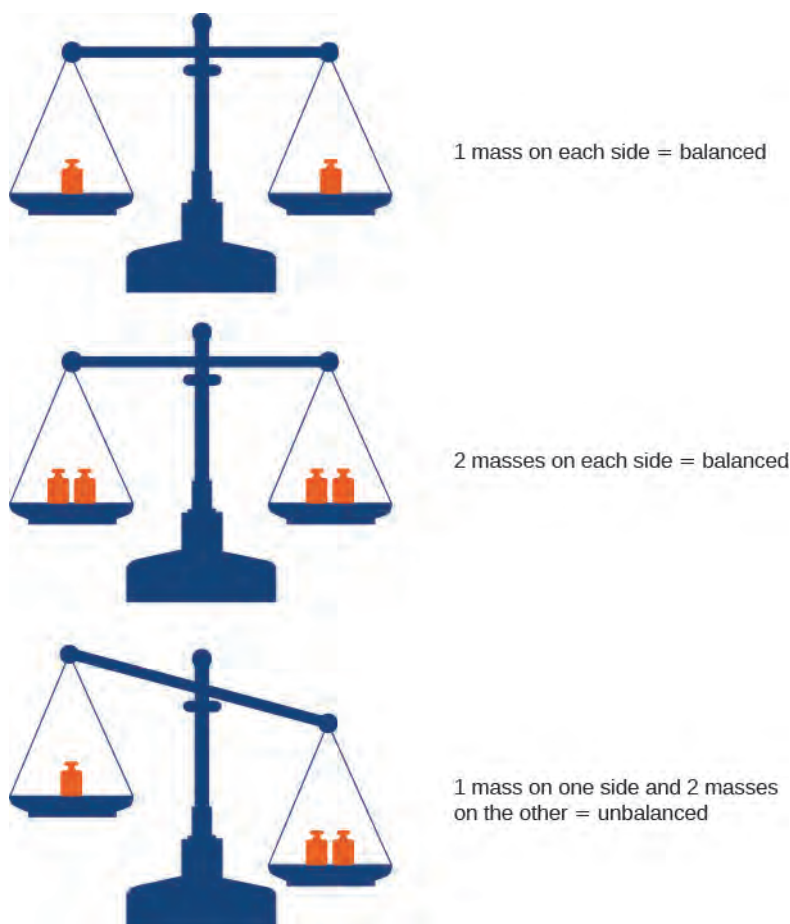 1 mass on each side = balanced
2 masses on each side = balanced
1 mass on one side and 2 masses
on the other = unbalanced